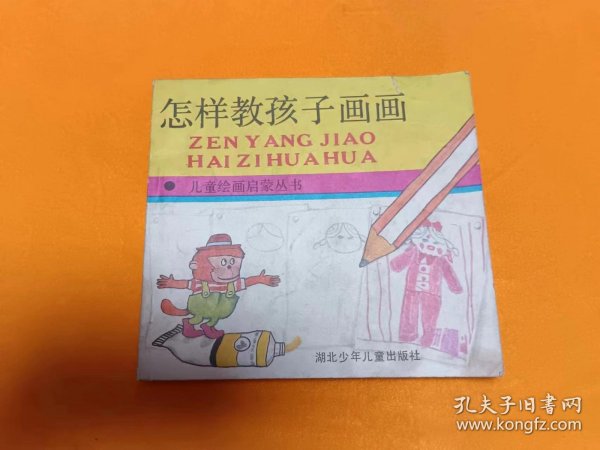 怎样教孩子画画
ZEN YANG JIAO
HAI ZI HUA HUA
儿童绘画启蒙丛书
湖北少年儿童出版社
孔夫子旧书网
www.kongfz.com